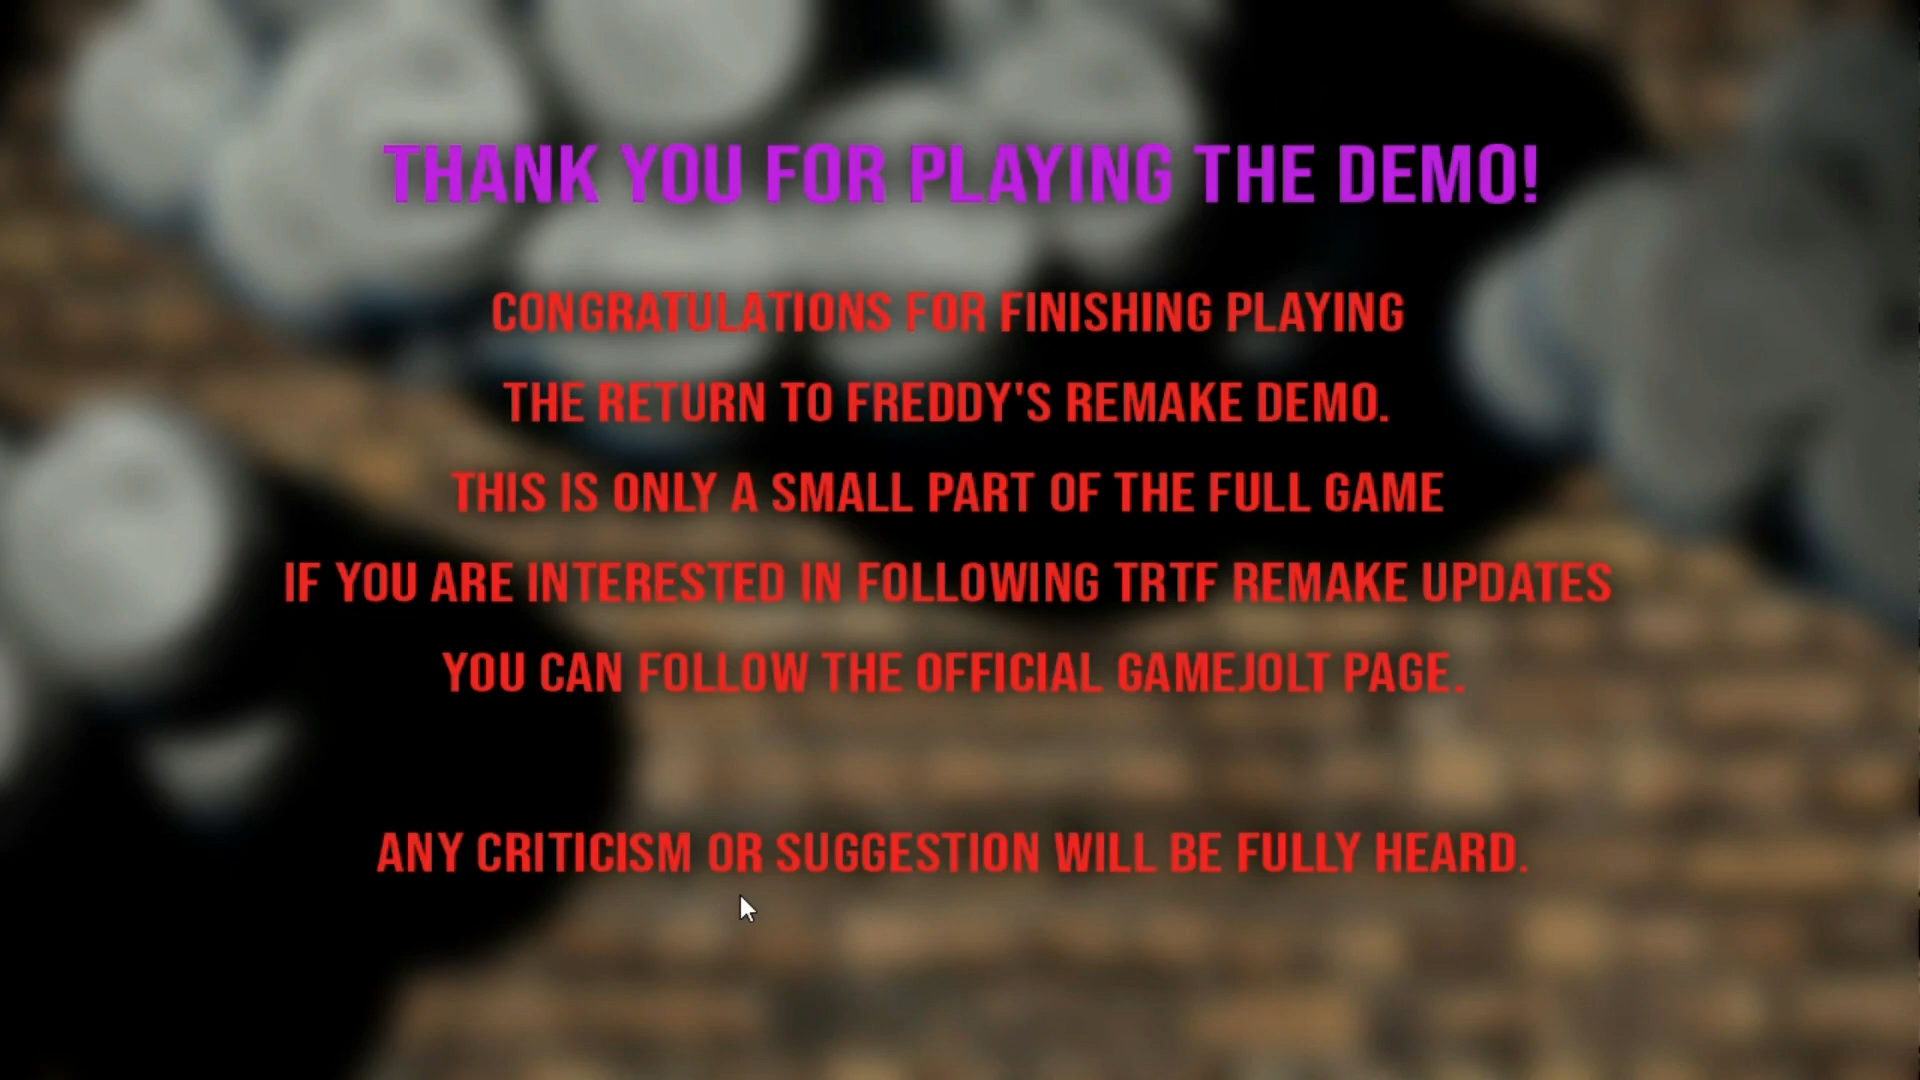 THANK YOU FOR PLAYING THE DEMO!
CONGRATULATIONS FOR FINISHING PLAYING
THE RETURN TO FREDDY'S REMAKE DEMO.
THIS IS ONLY A SMALL PART OF THE FULL GAME
IF YOU ARE INTERESTED IN FOLLOWING TRTF REMAKE UPDATES
YOU CAN FOLLOW THE OFFICIAL GAMEJOLT PAGE.
ANY CRITICISM OR SUGGESTION WILL BE FULLY HEARD.